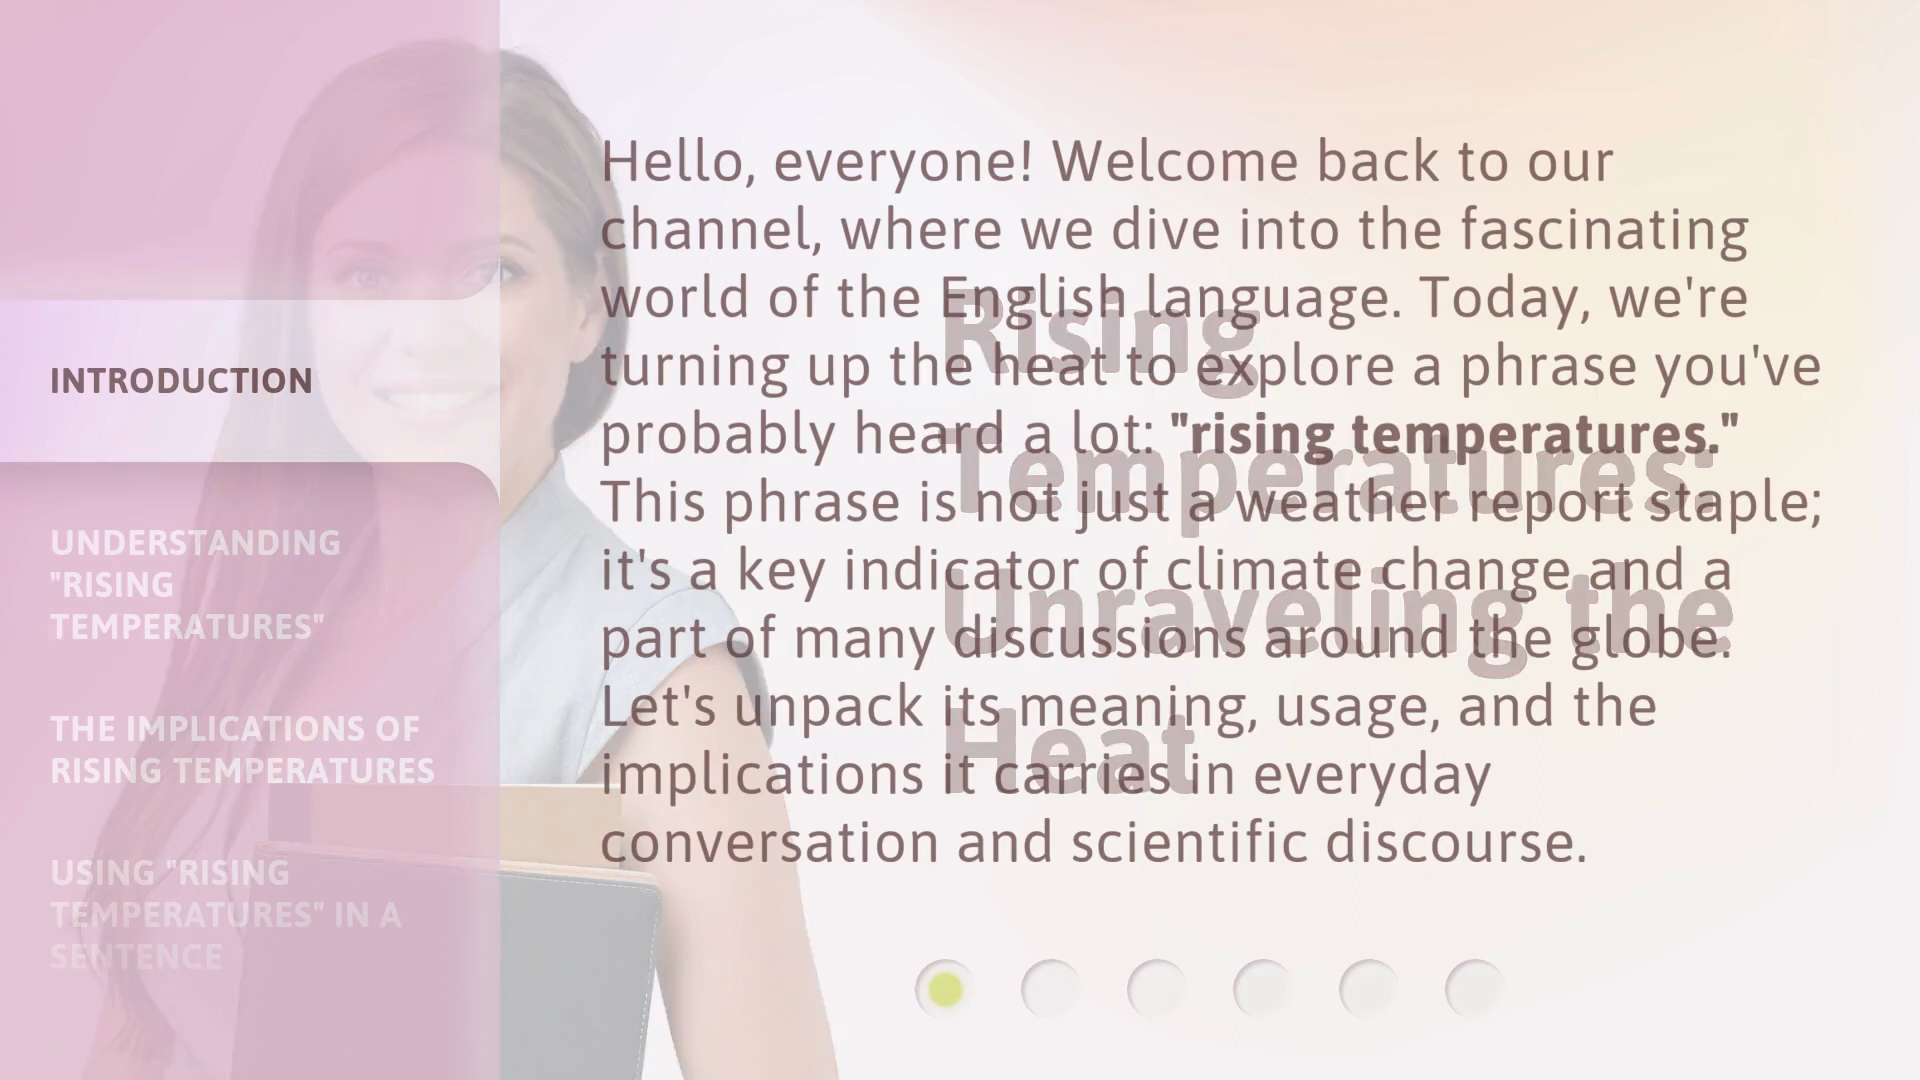 INTRODUCTION
UNDERSTANDING
"RISING
TEMPERATURES"
THE IMPLICATIONS OF
RISING TEMPERATURES
USING "RISING
TEMPERATURES" IN A
SENTENCE
Hello, everyone! Welcome back to our
channel, where we dive into the fascinating
world of the English language. Today, we're
turning up the heat to explore a phrase you've
probably heard a lot: "rising temperatures."
This phrase is not just a weather report staple;
it's a key indicator of climate change and a
part of many discussions around the globe.
Let's unpack its meaning, usage, and the
implications it carries in everyday
conversation and scientific discourse.
Rising
Temperatures:
Unraveling the
Heat